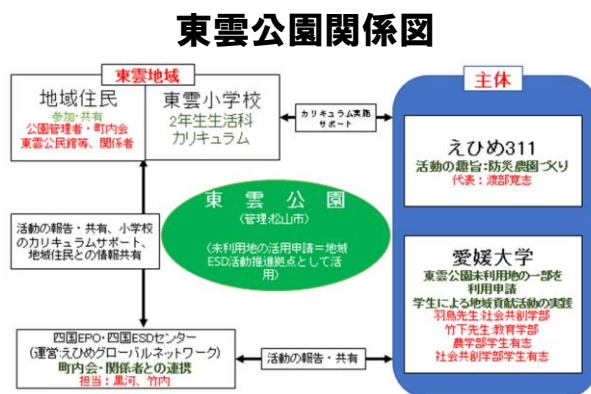 東雲公園関係図
東雲地域
地域住民
参加・共有
公園管理者・町内会
東雲公民館等、関係者
東雲小学校
2年生生活科
カリキュラム
カリキュラム実施
サポート
主体
えひめ311
活動の趣旨:防災農園づくり
代表:渡部寛志
東雲公園
(管理:松山市)
(未利用地の活用申請=地域
ESD活動推進拠点として活
用)
活動の報告・共有、小学校
のカリキュラムサポート、
地域住民との情報共有
愛媛大学
東雲公園未利用地の一部を
利用申請
学生による地域貢献活動の実践
羽鳥先生:社会共創学部
竹下先生:教育学部
農学部学生有志
社会共創学部学生有志
四国EPO・四国ESDセンター
(運営:えひめグローバルネットワーク)
町内会・関係者との連携
担当:黒河、竹内
活動の報告・共有